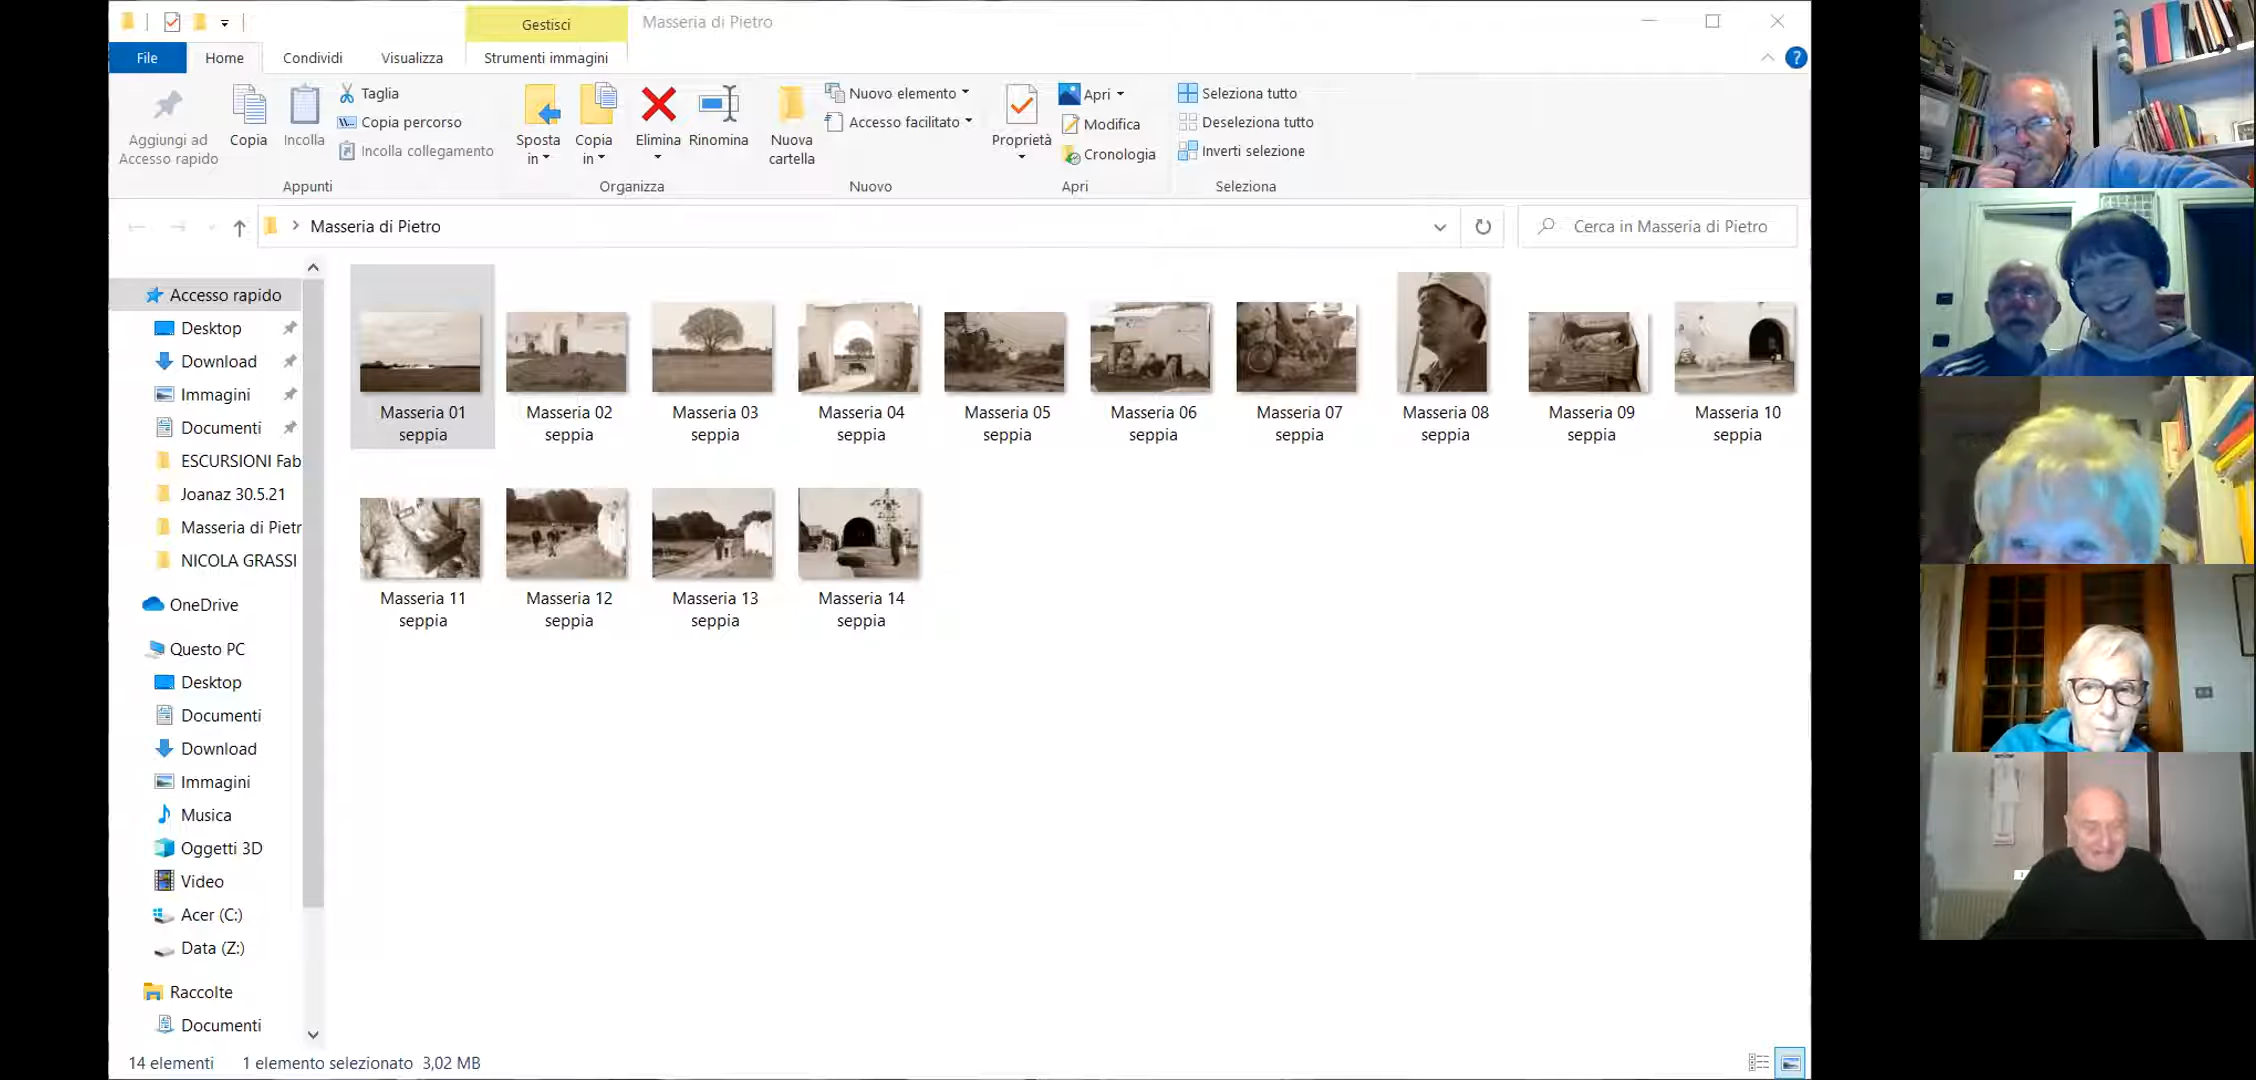 Gestisci
Masseria di Pietro
File
Home
Condividi
Visualizza
Strumenti immagini
?
Aggiungi ad
Accesso rapido
Copia
Incolla
Taglia
Copia percorso
Incolla collegamento
Appunti
Sposta
in
Copia
in
Elimina
Rinomina
Organizza
Nuova
cartella
Nuovo elemento
Accesso facilitato
Nuovo
Proprietà
Apri
Modifica
Cronologia
Apri
Seleziona tutto
Deseleziona tutto
Inverti selezione
Seleziona
Masseria di Pietro
Cerca in Masseria di Pietro
Accesso rapido
Desktop
Download
Immagini
Documenti
ESCURSIONI Fab
Joanaz 30.5.21
Masseria di Pietr
NICOLA GRASSI
OneDrive
Questo PC
Desktop
Documenti
Download
Immagini
Musica
Oggetti 3D
Video
Acer (C:)
Data (Z:)
Raccolte
Documenti
Masseria 01
seppia
Masseria 02
seppia
Masseria 03
seppia
Masseria 04
seppia
Masseria 05
seppia
Masseria 06
seppia
Masseria 07
seppia
Masseria 08
seppia
Masseria 09
seppia
Masseria 10
seppia
Masseria 11
seppia
Masseria 12
seppia
Masseria 13
seppia
Masseria 14
seppia
14 elementi
1 elemento selezionato 3,02 MB